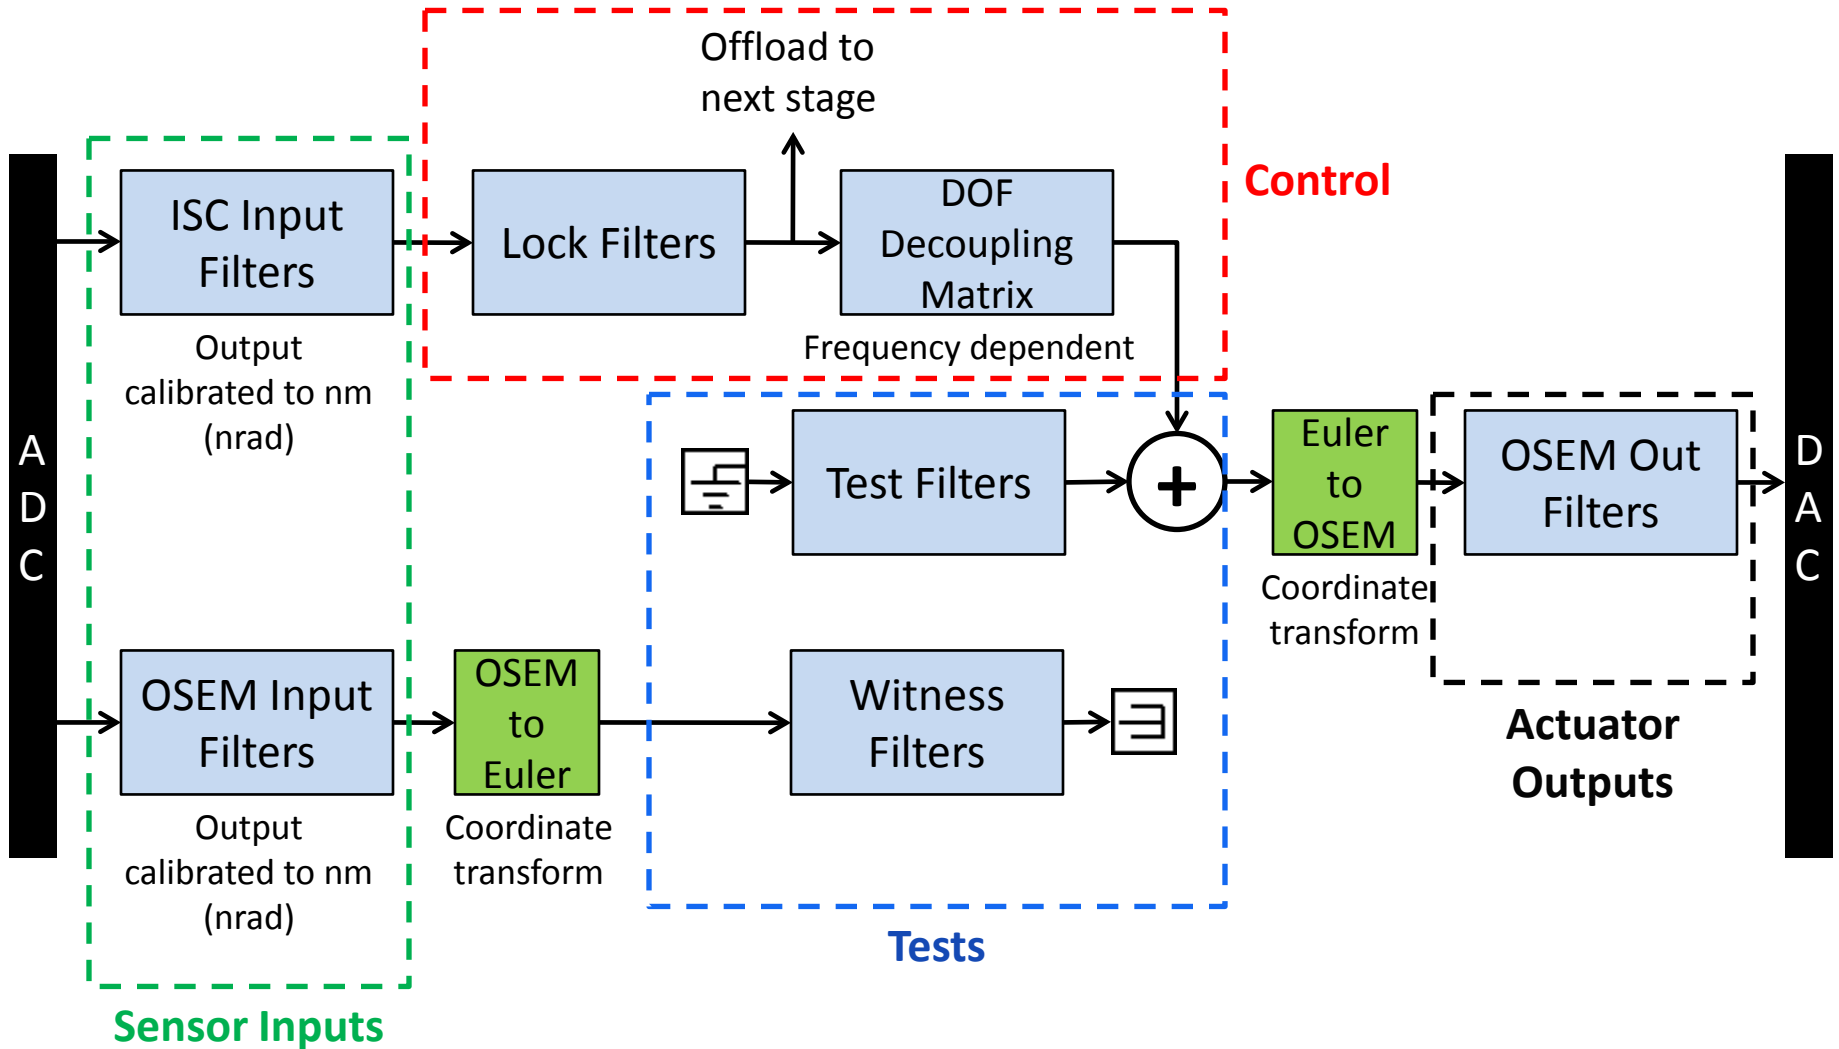 Offload to
next stage
Control
ISC Input
Filters
Lock Filters
DOF
Decoupling
Matrix
Output
calibrated to nm
(nrad)
Frequency dependent
A
D
C
Test Filters
+
Euler
to
OSEM
Coordinate
transform
OSEM Out
Filters
D
A
C
OSEM Input
Filters
OSEM
to
Euler
Witness
Filters
Actuator
Outputs
Output
calibrated to nm
(nrad)
Coordinate
transform
Tests
Sensor Inputs